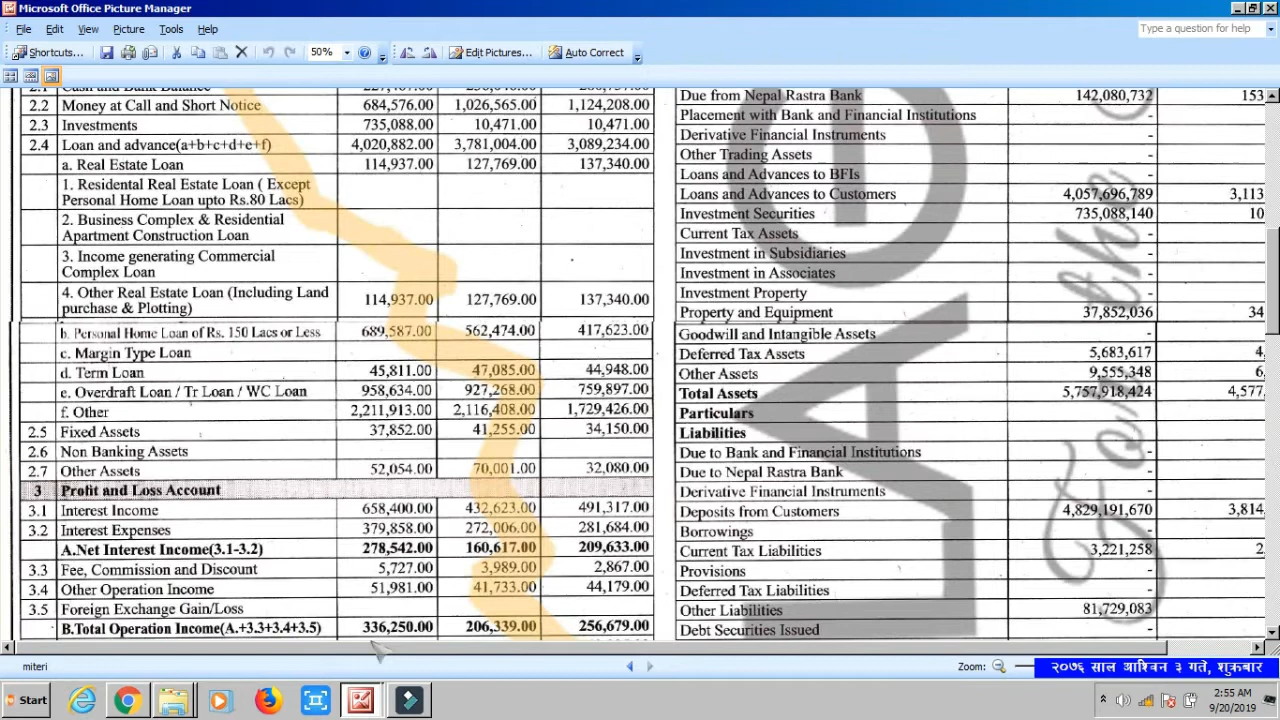 Microsoft Office Picture Manager
File Edit View Picture Tools Help
Type a question for help
Shortcuts... 50% Edit Pictures... Auto Correct
2.1 Cash and Bank Balance
2.2 Money at Call and Short Notice 684,576.00 1,026,565.00 1,124,208.00
2.3 Investments 735,088.00 10,471.00 10,471.00
2.4 Loan and advance(a+b+c+d+e+f) 4,020,882.00 3,781,004.00 3,089,234.00
a. Real Estate Loan 114,937.00 127,769.00 137,340.00
1. Residental Real Estate Loan ( Except
Personal Home Loan upto Rs.80 Lacs)
2. Business Complex & Residential
Apartment Construction Loan
3. Income generating Commercial
Complex Loan
4. Other Real Estate Loan (Including Land
purchase & Plotting) 114,937.00 127,769.00 137,340.00
b. Personal Home Loan of Rs. 150 Lacs or Less 689,587.00 562,474.00 417,623.00
c. Margin Type Loan
d. Term Loan 45,811.00 47,085.00 44,948.00
e. Overdraft Loan / Tr Loan / WC Loan 958,634.00 927,268.00 759,897.00
f. Other 2,211,913.00 2,116,408.00 1,729,426.00
2.5 Fixed Assets 37,852.00 41,255.00 34,150.00
2.6 Non Banking Assets
2.7 Other Assets 52,054.00 70,001.00 32,080.00
3 Profit and Loss Account
3.1 Interest Income 658,400.00 432,623.00 491,317.00
3.2 Interest Expenses 379,858.00 272,006.00 281,684.00
A.Net Interest Income(3.1-3.2) 278,542.00 160,617.00 209,633.00
3.3 Fee, Commission and Discount 5,727.00 3,989.00 2,867.00
3.4 Other Operation Income 51,981.00 41,733.00 44,179.00
3.5 Foreign Exchange Gain/Loss
B.Total Operation Income(A.+3.3+3.4+3.5) 336,250.00 206,339.00 256,679.00
Due from Nepal Rastra Bank 142,080,732 153
Placement with Bank and Financial Institutions -
Derivative Financial Instruments -
Other Trading Assets -
Loans and Advances to BFIs -
Loans and Advances to Customers 4,057,696,789 3,113
Investment Securities 735,088,140 10
Current Tax Assets -
Investment in Subsidiaries -
Investment in Associates -
Investment Property -
Property and Equipment 37,852,036 34
Goodwill and Intangible Assets -
Deferred Tax Assets 5,683,617 4,
Other Assets 9,555,348 6,
Total Assets 5,757,918,424 4,577
Particulars
Liabilities
Due to Bank and Financial Institutions -
Due to Nepal Rastra Bank -
Derivative Financial Instruments -
Deposits from Customers 4,829,191,670 3,814
Borrowings -
Current Tax Liabilities 3,221,258 2,
Provisions -
Deferred Tax Liabilities -
Other Liabilities 81,729,083
Debt Securities Issued -
miteri
Zoom:
२०७६ साल आश्विन ३ गते, शुक्रबार
Start
2:55 AM
9/20/2019